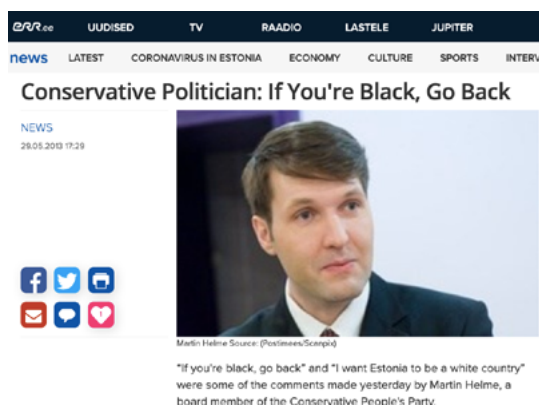 err.ee UUDISED TV RAADIO LASTELE JUPITER
news LATEST CORONAVIRUS IN ESTONIA ECONOMY CULTURE SPORTS INTERV
Conservative Politician: If You're Black, Go Back
NEWS
29.05.2013 17:29
Martin Helme Source: (Postimees/Scanpix)
"If you're black, go back" and "I want Estonia to be a white country"
were some of the comments made yesterday by Martin Helme, a
board member of the Conservative People's Party.